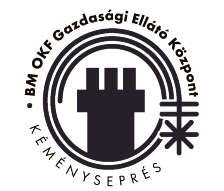 • BM OKF Gazdasági Ellátó Központ
KÉMÉNYSEPRÉS